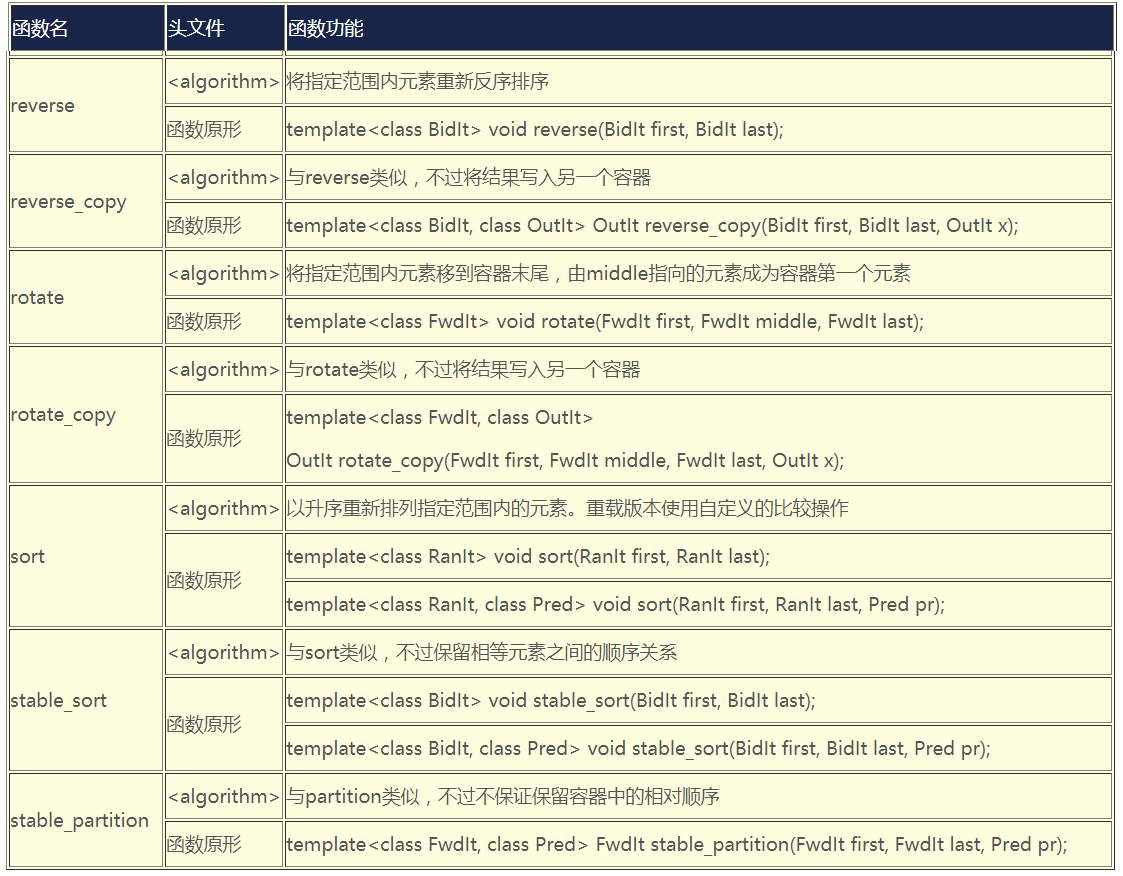 函数名 头文件 函数功能
reverse <algorithm> 将指定范围内元素重新反序排序
函数原形 template<class BidIt> void reverse(BidIt first, BidIt last);
reverse_copy <algorithm> 与reverse类似，不过将结果写入另一个容器
函数原形 template<class BidIt, class OutIt> OutIt reverse_copy(BidIt first, BidIt last, OutIt x);
rotate <algorithm> 将指定范围内元素移到容器末尾，由middle指向的元素成为容器第一个元素
函数原形 template<class FwdIt> void rotate(FwdIt first, FwdIt middle, FwdIt last);
rotate_copy <algorithm> 与rotate类似，不过将结果写入另一个容器
函数原形 template<class FwdIt, class OutIt>
OutIt rotate_copy(FwdIt first, FwdIt middle, FwdIt last, OutIt x);
sort <algorithm> 以升序重新排列指定范围内的元素。重载版本使用自定义的比较操作
函数原形 template<class RanIt> void sort(RanIt first, RanIt last);
template<class RanIt, class Pred> void sort(RanIt first, RanIt last, Pred pr);
stable_sort <algorithm> 与sort类似，不过保留相等元素之间的顺序关系
函数原形 template<class BidIt> void stable_sort(BidIt first, BidIt last);
template<class BidIt, class Pred> void stable_sort(BidIt first, BidIt last, Pred pr);
stable_partition <algorithm> 与partition类似，不过不保证保留容器中的相对顺序
函数原形 template<class FwdIt, class Pred> FwdIt stable_partition(FwdIt first, FwdIt last, Pred pr);